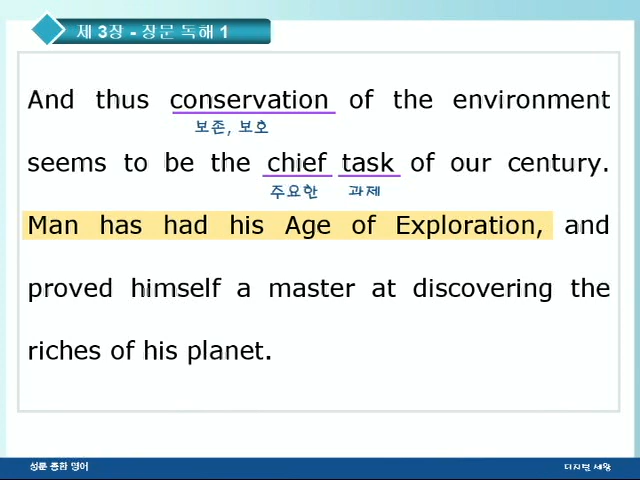 제 3장 - 장문 독해 1
And thus conservation of the environment
보존, 보호
seems to be the chief task of our century.
주요한 과제
Man has had his Age of Exploration, and
proved himself a master at discovering the
riches of his planet.
성문 종합 영어
디지털 세상